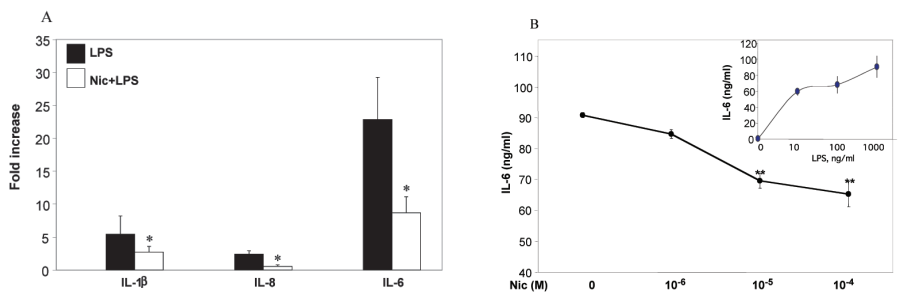 A
35
30
25
20
15
10
5
0
Fold increase
LPS
Nic+LPS
*
*
*
IL-1β
IL-8
IL-6
B
110
100
90
80
70
60
50
40
IL-6 (ng/ml)
**
**
Nic (M) 0 10-6 10-5 10-4
120
100
80
60
40
20
0
IL-6 (ng/ml)
0 10 100 1000
LPS, ng/ml